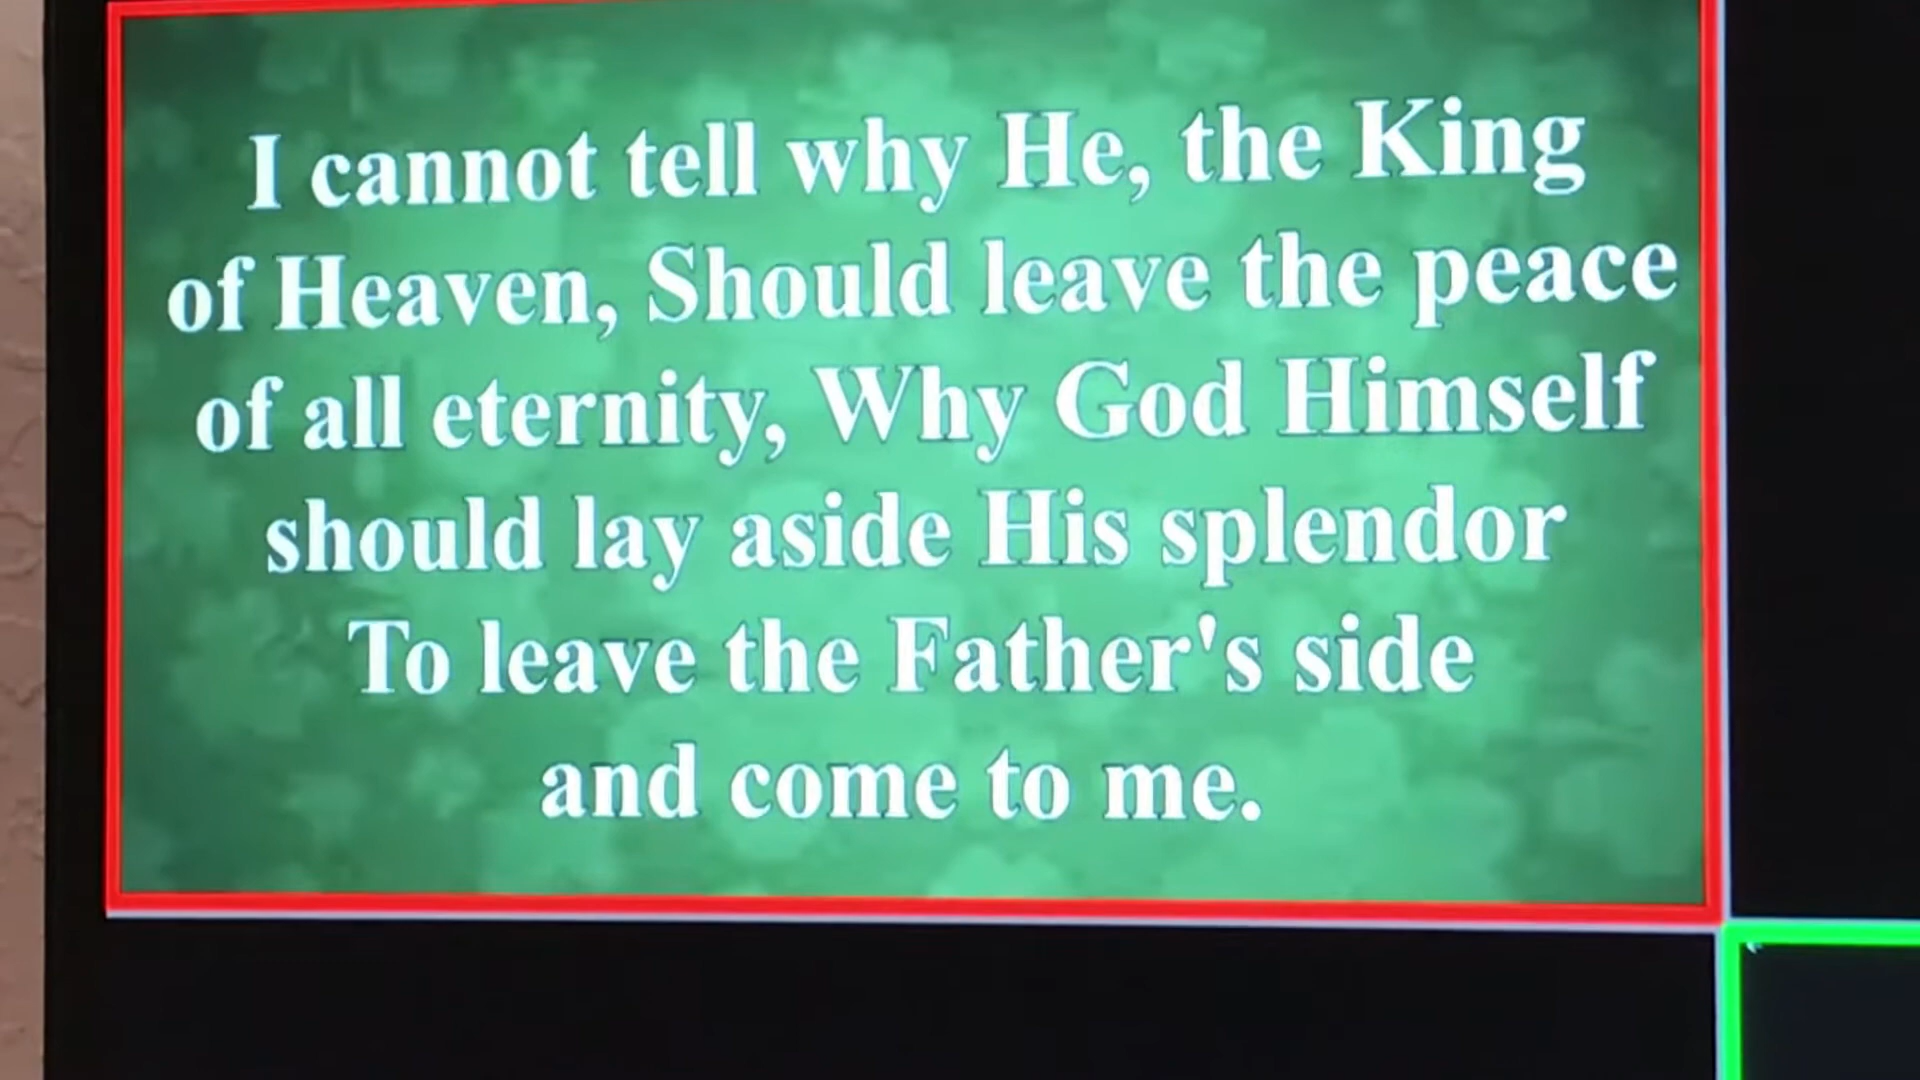 I cannot tell why He, the King
of Heaven, Should leave the peace
of all eternity, Why God Himself
should lay aside His splendor
To leave the Father's side
and come to me.